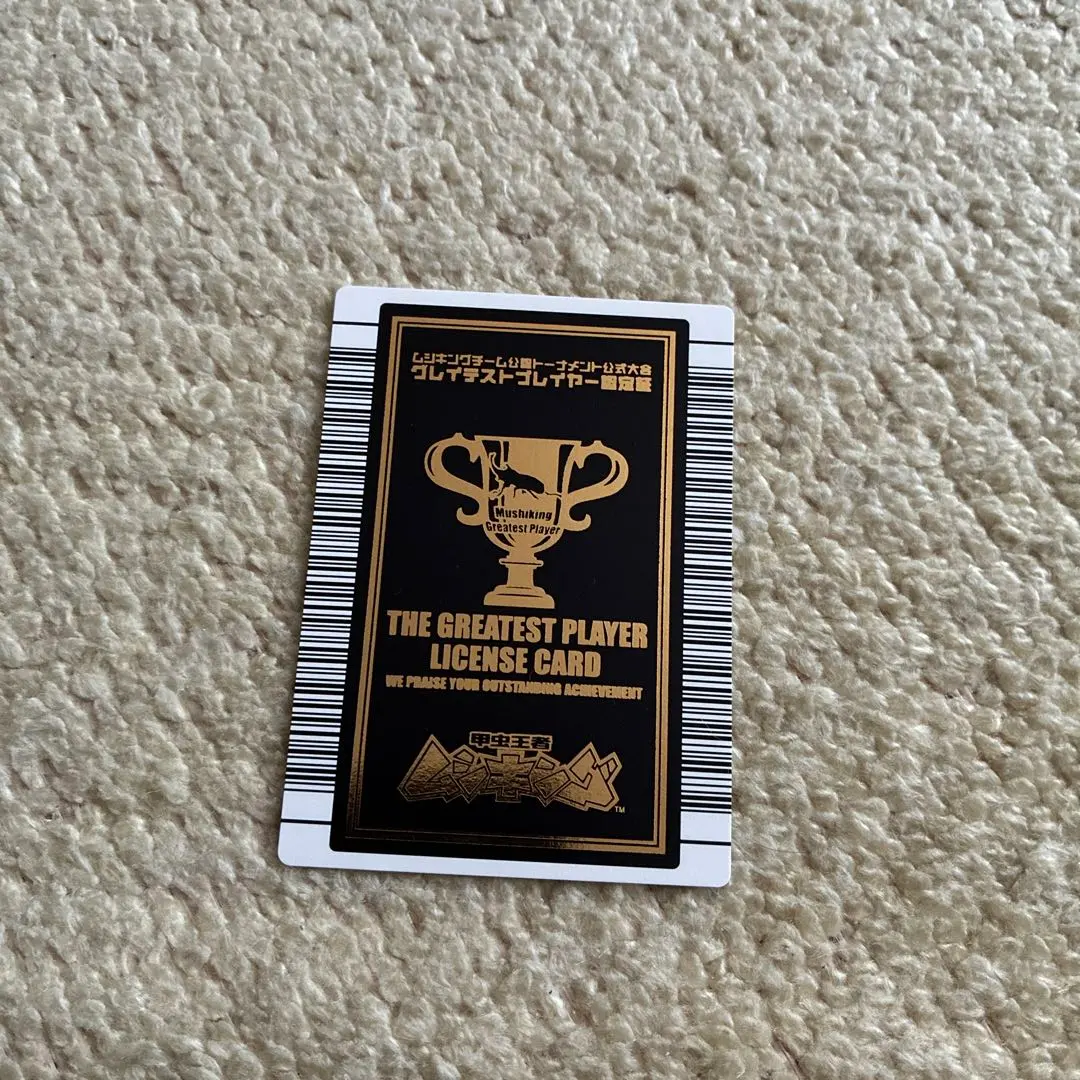 ムシキングチーム公認トーナメント公式大会
グレイテストプレイヤー認定証
Mushiking
Greatest Player
THE GREATEST PLAYER
LICENSE CARD
WE PRAISE YOUR OUTSTANDING ACHIEVEMENT
甲虫王者
ムシキング
TM